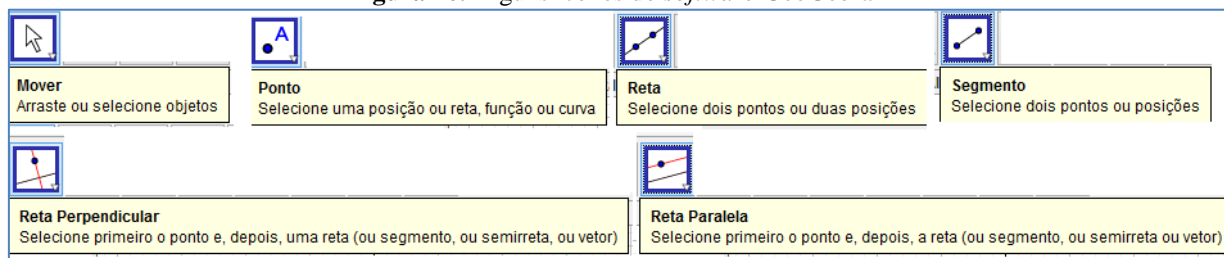 A
Mover
Arraste ou selecione objetos
Ponto
Selecione uma posição ou reta, função ou curva
Reta
Selecione dois pontos ou duas posições
Segmento
Selecione dois pontos ou posições
Reta Perpendicular
Selecione primeiro o ponto e, depois, uma reta (ou segmento, ou semirreta, ou vetor)
Reta Paralela
Selecione primeiro o ponto e, depois, a reta (ou segmento, ou semirreta ou vetor)